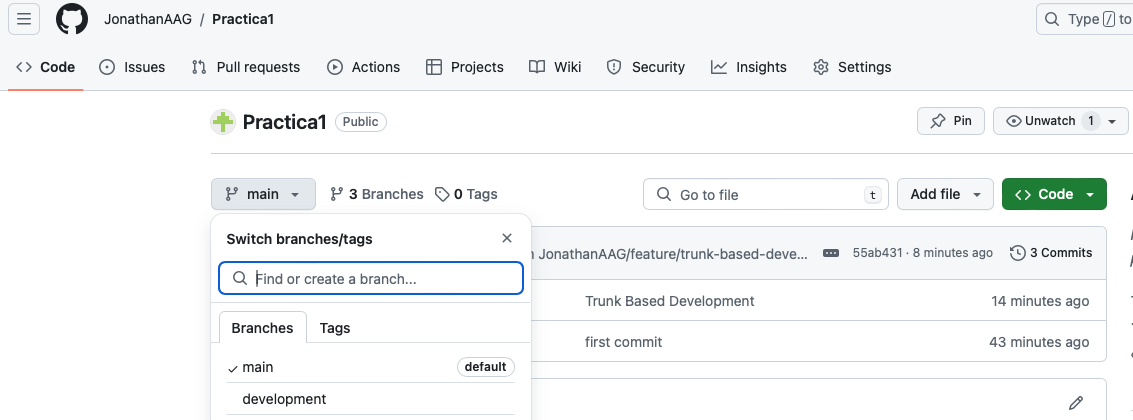 JonathanAAG / Practica1
Type / to
Code Issues Pull requests Actions Projects Wiki Security Insights Settings
Practica1 Public
Pin Unwatch 1
main 3 Branches 0 Tags Go to file t Add file Code
Switch branches/tags
JonathanAAG/feature/trunk-based-deve... 55ab431 · 8 minutes ago 3 Commits
Find or create a branch...
Trunk Based Development 14 minutes ago
Branches Tags
first commit 43 minutes ago
main default
development